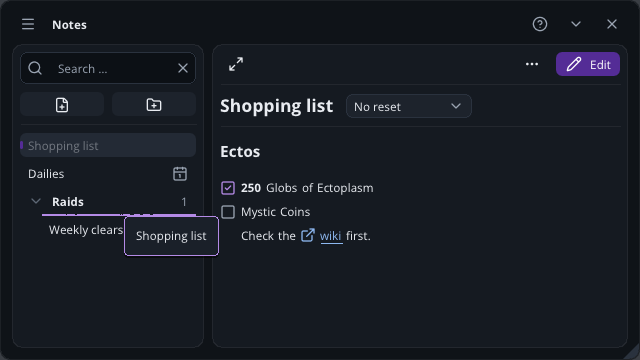 Notes
Search ...
Edit
Shopping list
No reset
Shopping list
Dailies
1
Raids
1
Weekly clears
Shopping list
Ectos
250 Globs of Ectoplasm
Mystic Coins
Check the wiki first.